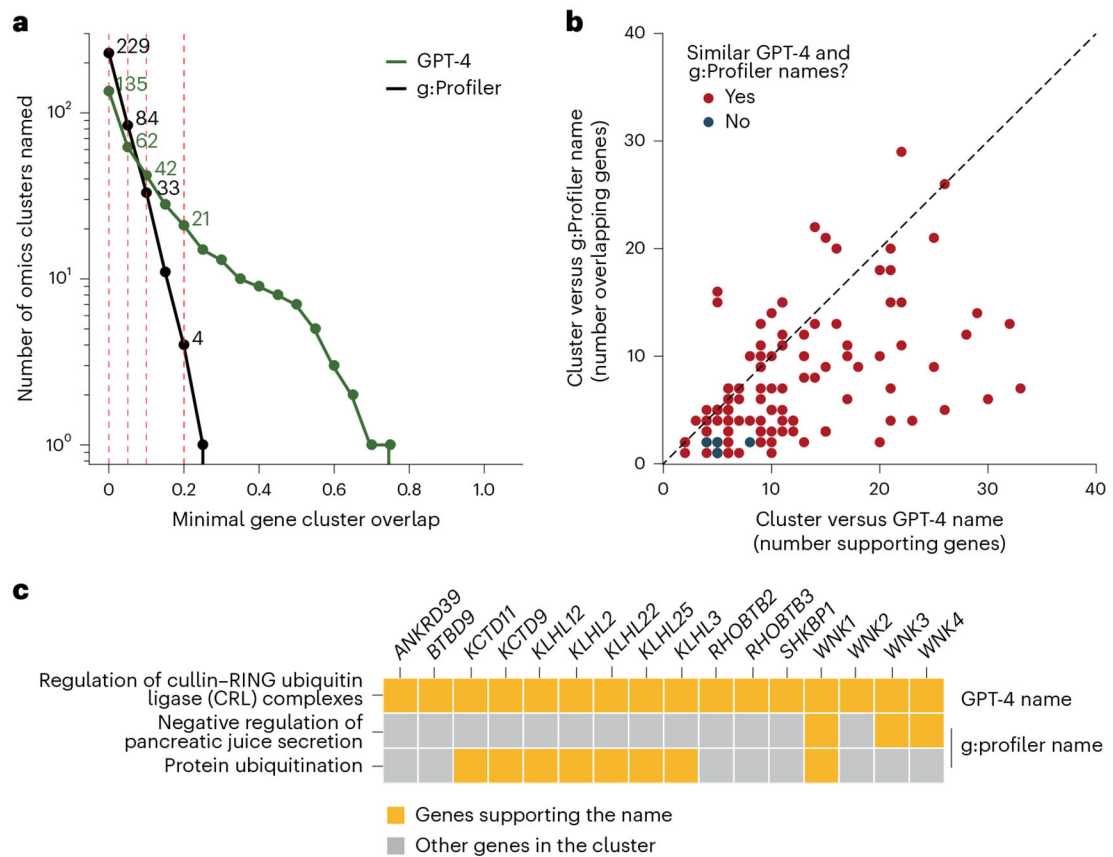 a
Number of omics clusters named
10²
10¹
10⁰
229
135
84
62
42
33
21
4
GPT-4
g:Profiler
0
0.2
0.4
0.6
0.8
1.0
Minimal gene cluster overlap
b
Cluster versus g:Profiler name
(number overlapping genes)
40
30
20
10
0
Similar GPT-4 and
g:Profiler names?
Yes
No
0
10
20
30
40
Cluster versus GPT-4 name
(number supporting genes)
c
ANKRD39
BTBD9
KCTD11
KCTD9
KLHL12
KLHL2
KLHL22
KLHL25
KLHL3
RHOBTB2
RHOBTB3
SHKBP1
WNK1
WNK2
WNK3
WNK4
Regulation of cullin–RING ubiquitin
ligase (CRL) complexes
GPT-4 name
Negative regulation of
pancreatic juice secretion
g:profiler name
Protein ubiquitination
Genes supporting the name
Other genes in the cluster